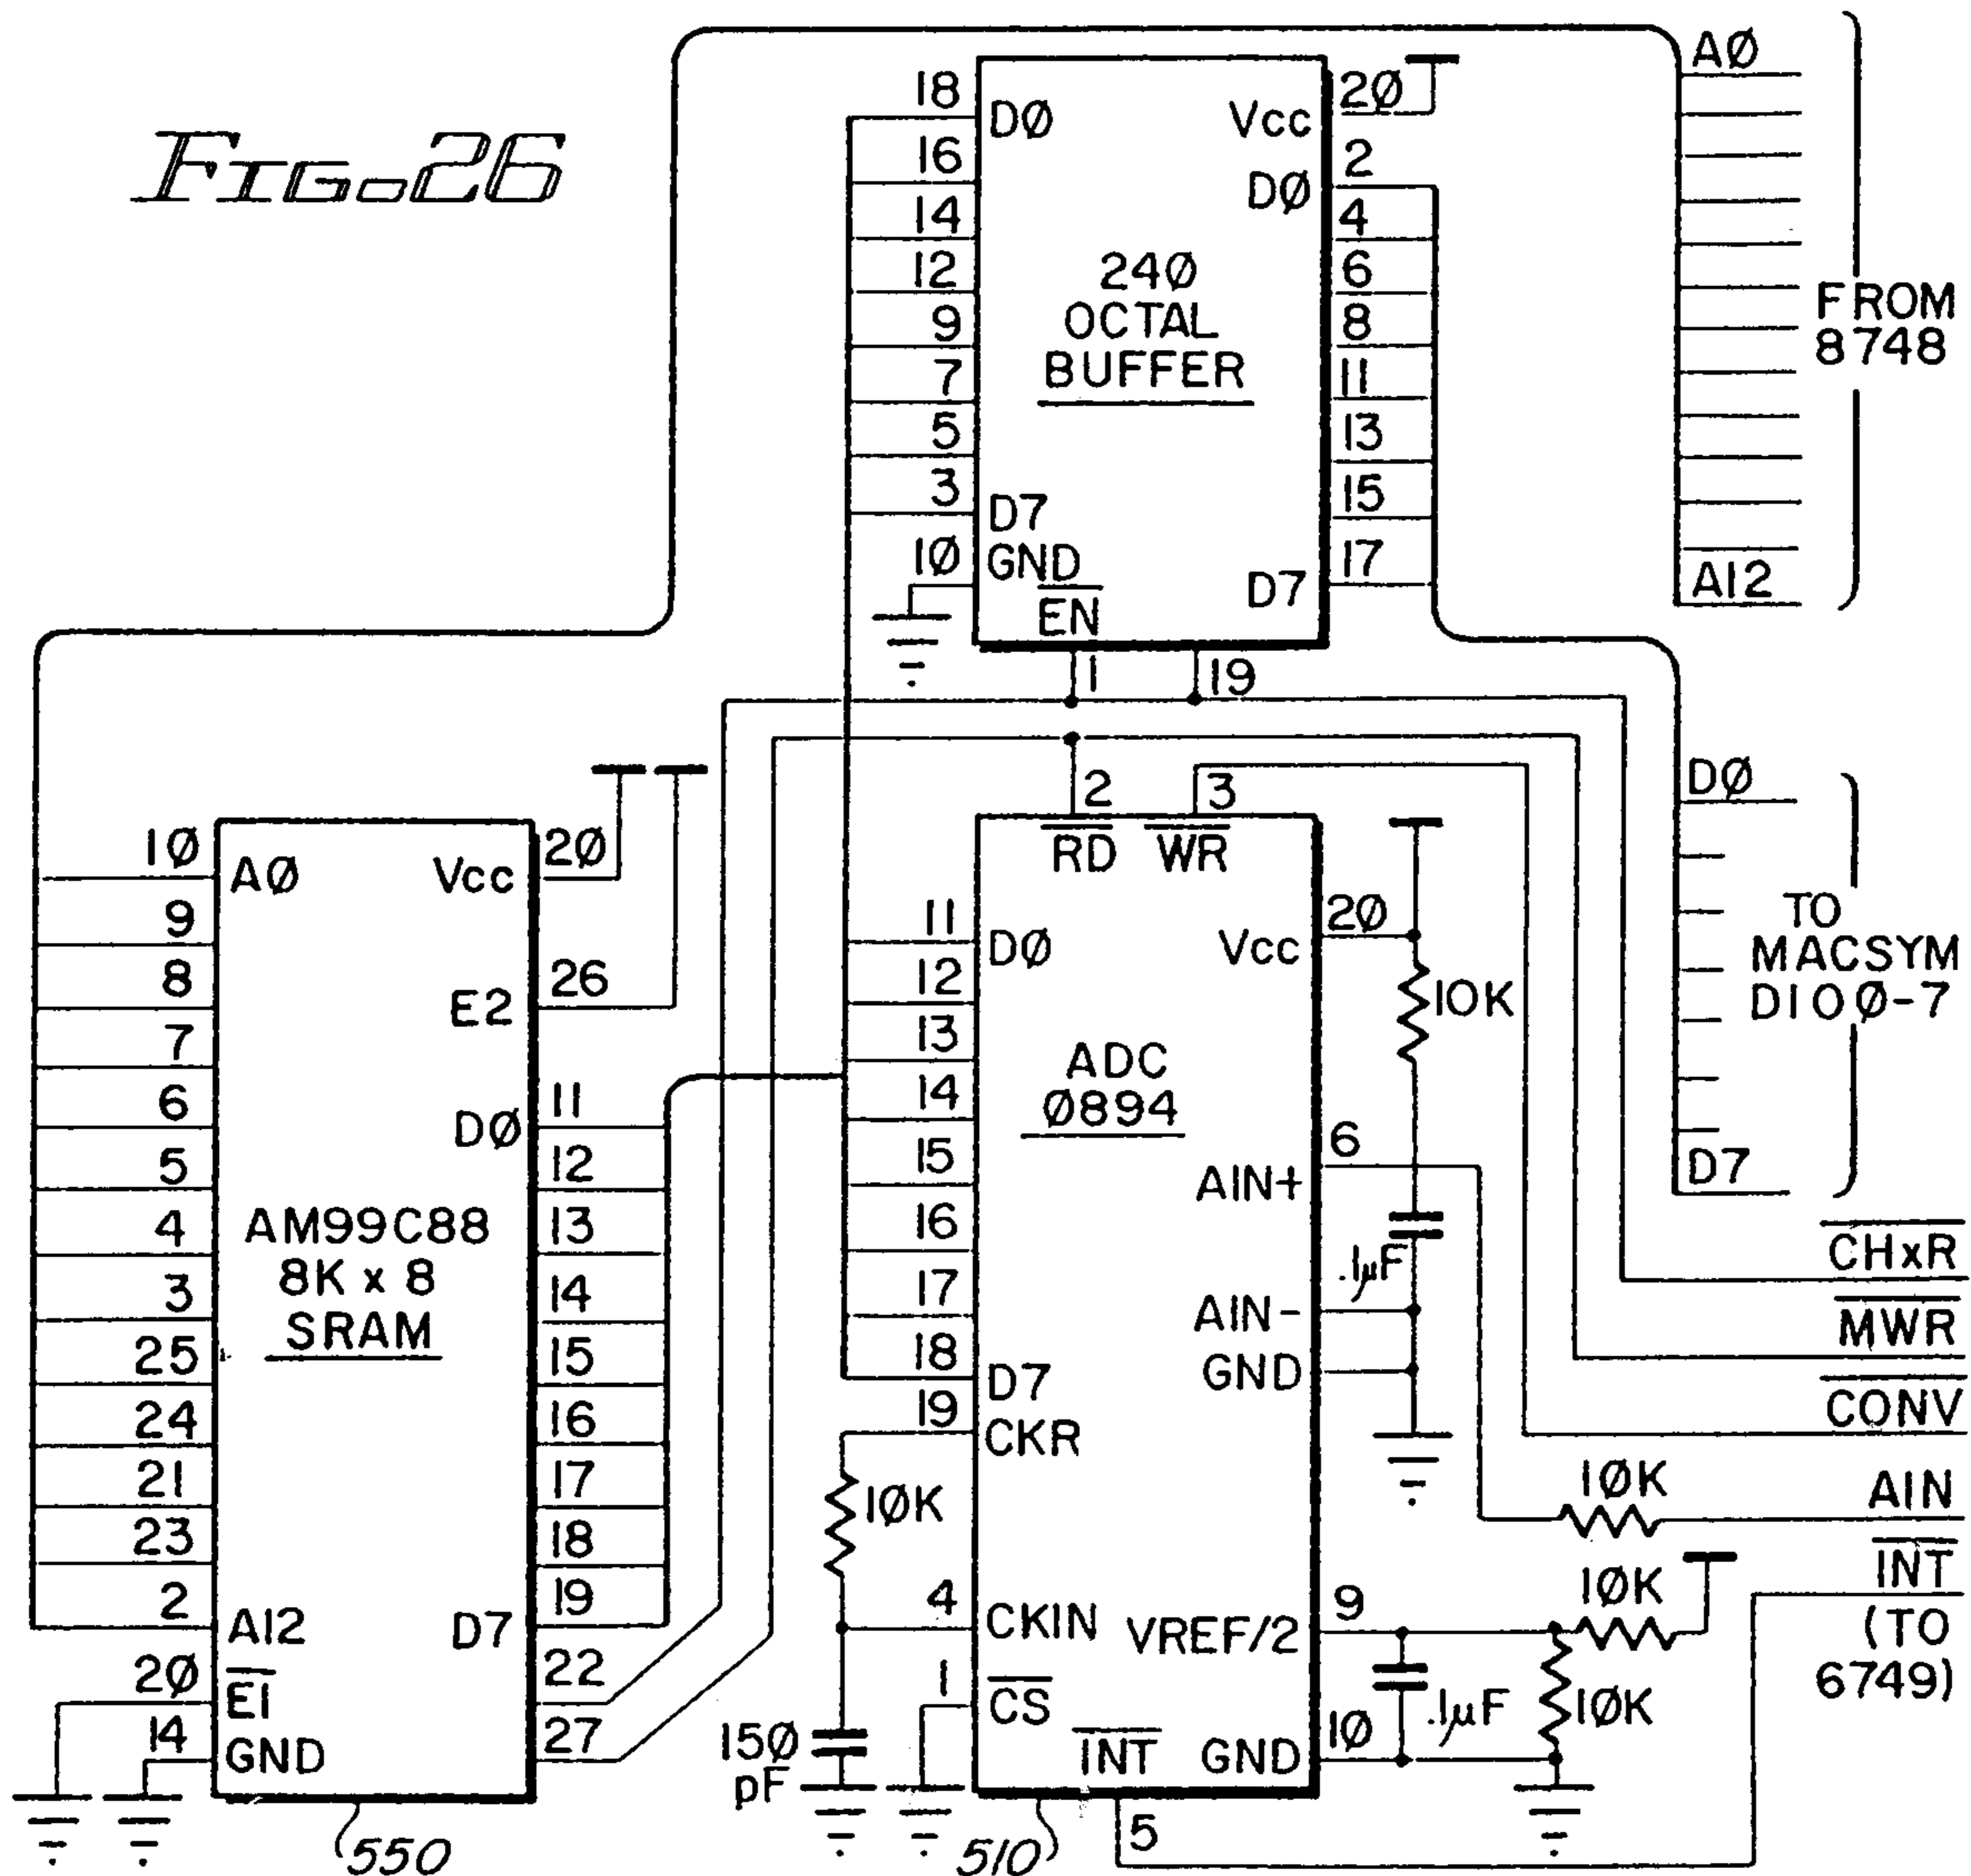 FIG. 26
240
OCTAL
BUFFER
18
16
14
12
9
7
5
3
10
DØ
D7
GND
EN
1
19
Vcc
DØ
D7
2Ø
2
4
6
8
11
13
15
17
AØ
A12
FROM
8748
DØ
D7
TO
MACSYM
DIO Ø-7
CHxR
MWR
CONV
AIN
INT
(TO
6749)
AM99C88
8K x 8
SRAM
1Ø
9
8
7
6
5
4
3
25
24
21
23
2
2Ø
14
AØ
A12
E1
GND
Vcc
E2
DØ
D7
2Ø
26
11
12
13
14
15
16
17
18
19
22
27
550
ADC
Ø894
2
3
RD
WR
11
12
13
14
15
16
17
18
19
4
1
DØ
D7
CKR
CKIN
CS
INT
5
Vcc
AIN+
AIN-
GND
VREF/2
GND
2Ø
6
9
1Ø
10K
.1µF
10K
1ØK
1ØK
.1µF
1ØK
15Ø
pF
510